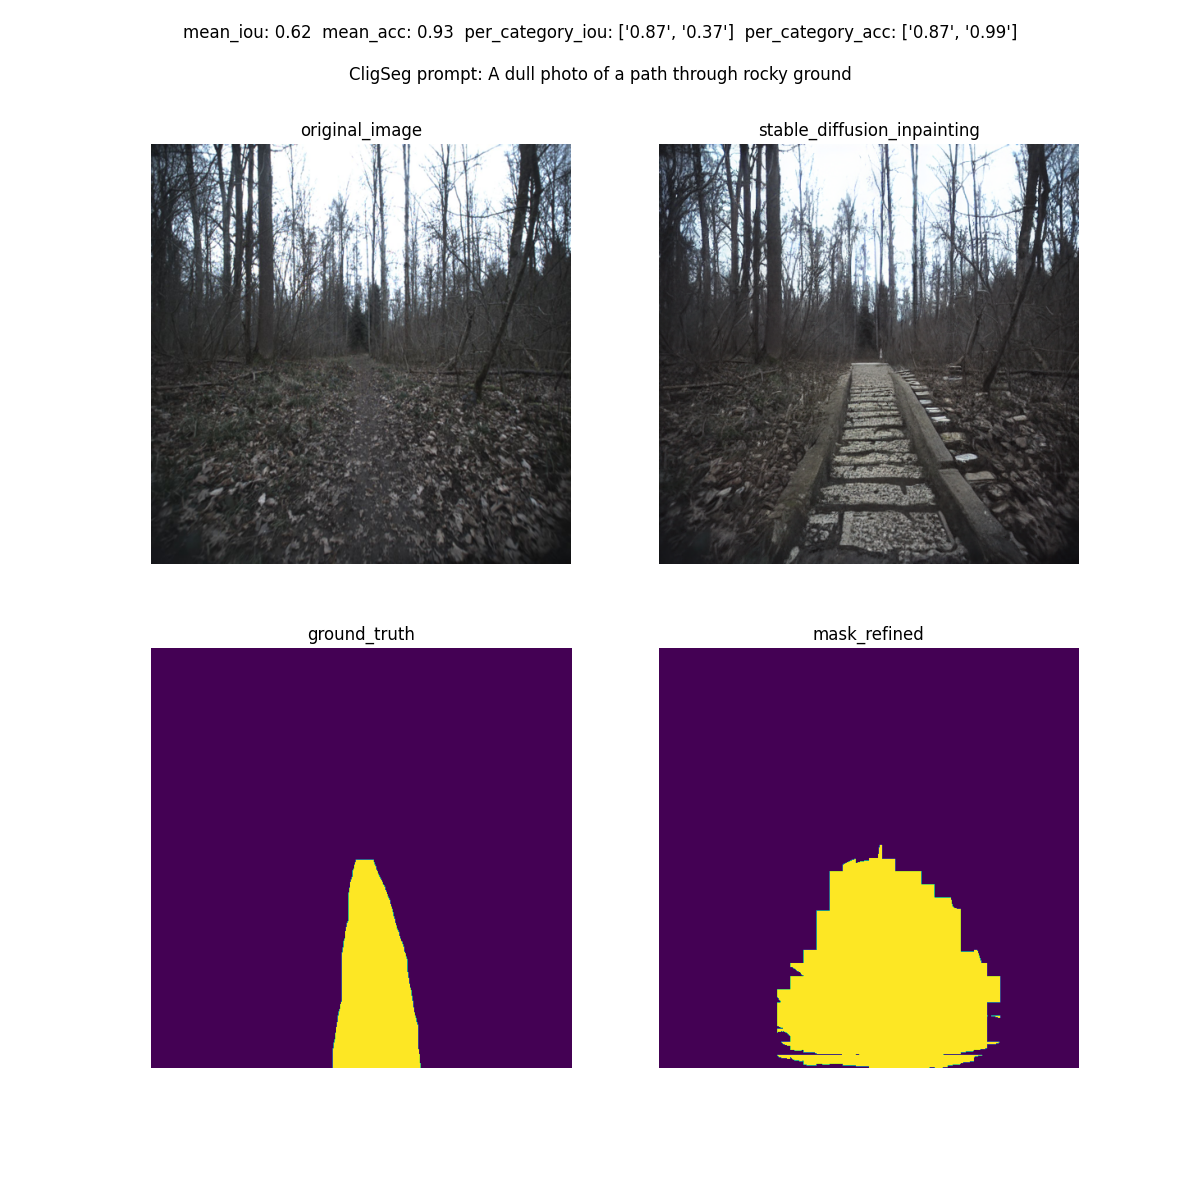 mean_iou: 0.62  mean_acc: 0.93  per_category_iou: ['0.87', '0.37']  per_category_acc: ['0.87', '0.99']
CligSeg prompt: A dull photo of a path through rocky ground
original_image
stable_diffusion_inpainting
ground_truth
mask_refined